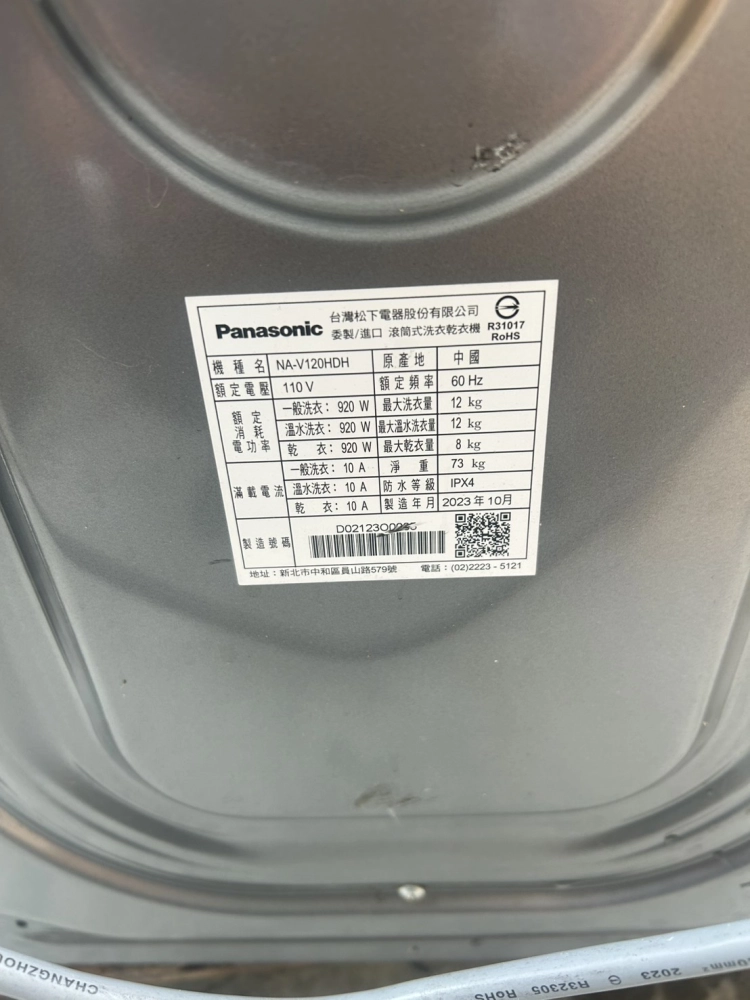 Panasonic 台灣松下電器股份有限公司
委製/進口 滾筒式洗衣乾衣機
R31017
RoHS
機種名 NA-V120HDH 原產地 中國
額定電壓 110 V 額定頻率 60 Hz
額定消耗電功率 一般洗衣: 920 W 最大洗衣量 12 kg
溫水洗衣: 920 W 最大溫水洗衣量 12 kg
乾衣: 920 W 最大乾衣量 8 kg
滿載電流 一般洗衣: 10 A 淨重 73 kg
溫水洗衣: 10 A 防水等級 IPX4
乾衣: 10 A 製造年月 2023年10月
製造號碼
地址:新北市中和區員山路579號 電話:(02)2223-5121
CHANGZHOU
2023 R32305 RoHS